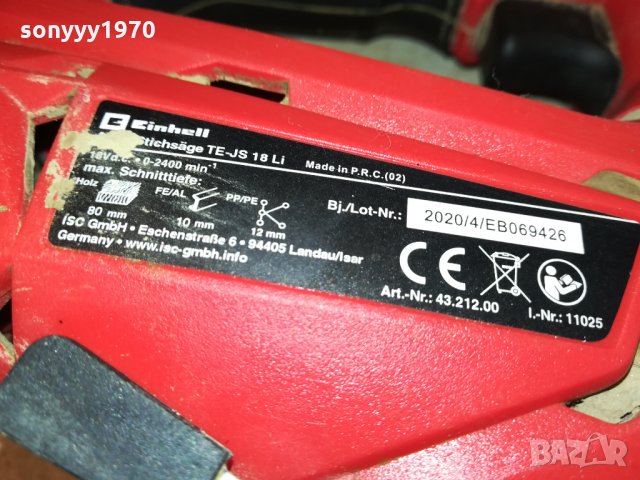 sonyyy1970
Einhell
Stichsäge TE-JS 18 Li
Made in P.R.C.(02)
18Vd.c. • 0-2400 min⁻¹
max. Schnitttiefe:
Holz FE/AL PP/PE
80 mm 10 mm 12 mm
ISC GmbH • Eschenstraße 6 • 94405 Landau/Isar
Germany • www.isc-gmbh.info
Bj./Lot-Nr.: 2020/4/EB069426
CE
Art.-Nr.: 43.212.00 I.-Nr.: 11025
BAZAR